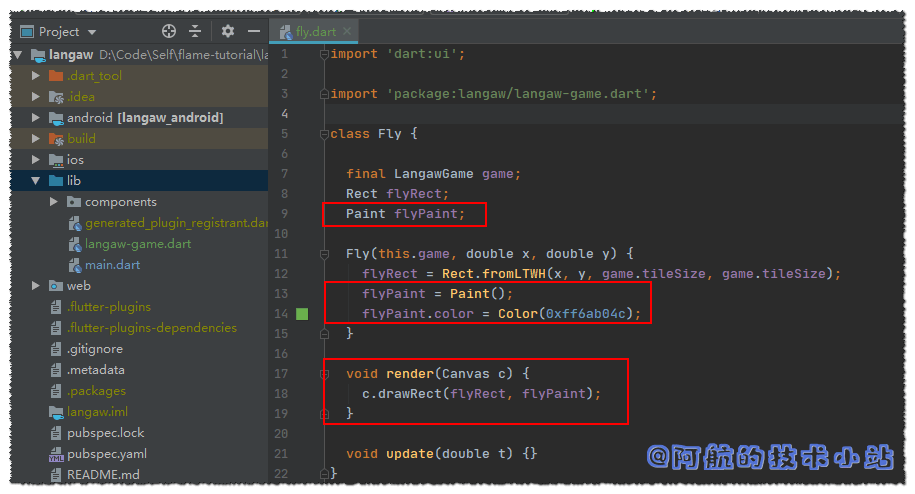 Project
fly.dart
langaw D:\Code\Self\flame-tutorial\la
.dart_tool
.idea
android [langaw_android]
build
ios
lib
components
generated_plugin_registrant.dar
langaw-game.dart
main.dart
web
.flutter-plugins
.flutter-plugins-dependencies
.gitignore
.metadata
.packages
langaw.iml
pubspec.lock
pubspec.yaml
README.md
1 import 'dart:ui';
2
3 import 'package:langaw/langaw-game.dart';
4
5 class Fly {
6
7 final LangawGame game;
8 Rect flyRect;
9 Paint flyPaint;
10
11 Fly(this.game, double x, double y) {
12 flyRect = Rect.fromLTWH(x, y, game.tileSize, game.tileSize);
13 flyPaint = Paint();
14 flyPaint.color = Color(0xff6ab04c);
15 }
16
17 void render(Canvas c) {
18 c.drawRect(flyRect, flyPaint);
19 }
20
21 void update(double t) {}
22 }
@阿航的技术小站